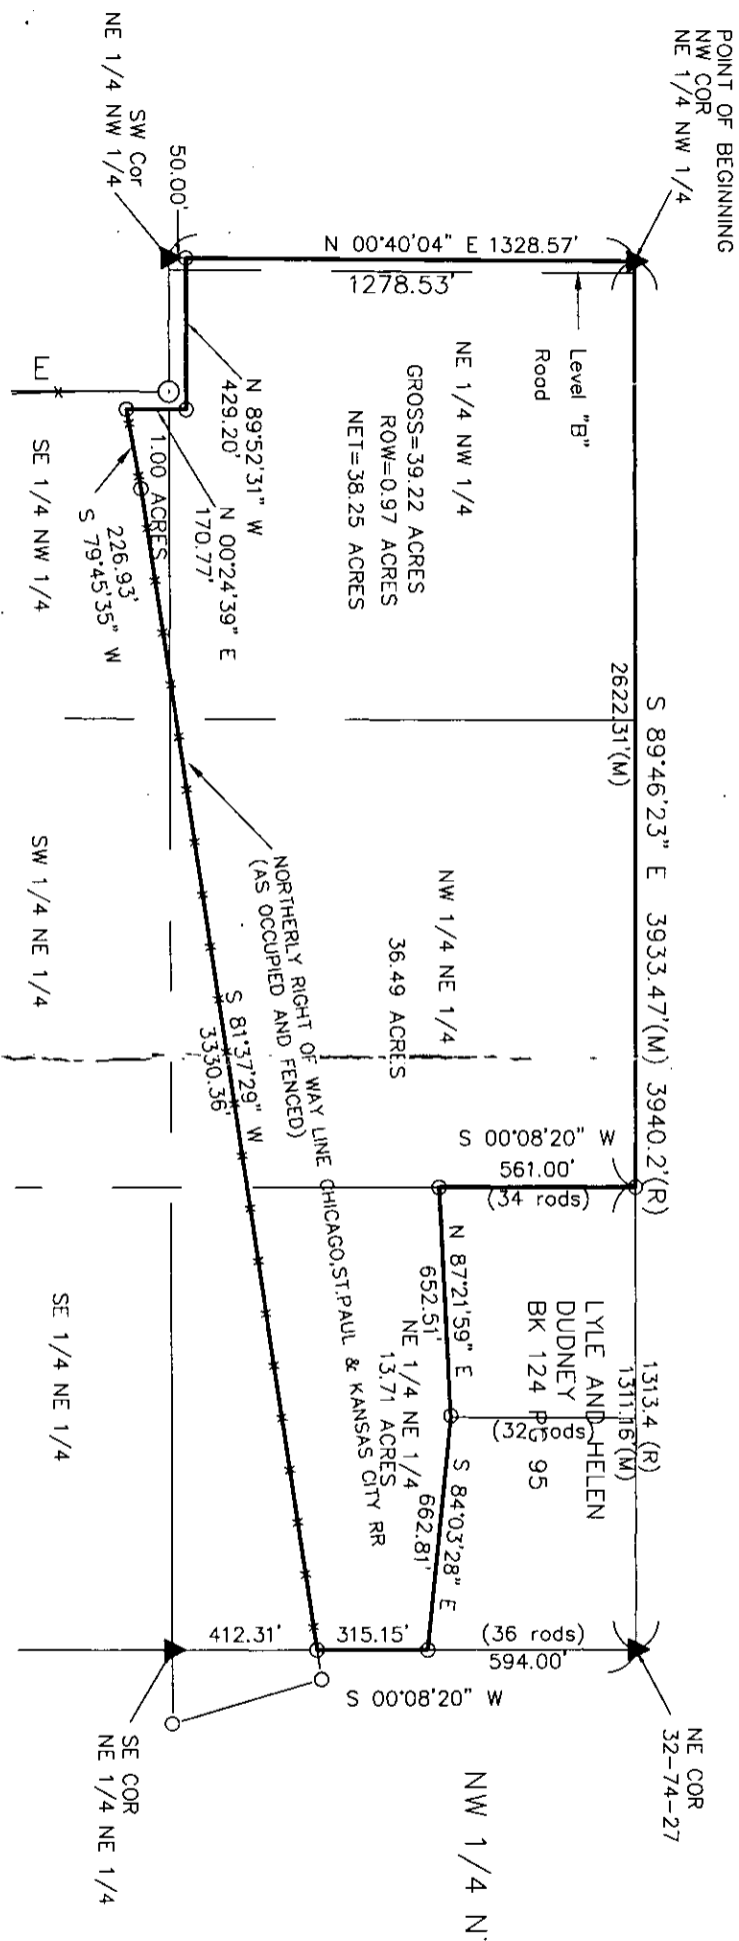 POINT OF BEGINNING
NW COR
NE 1/4 NW 1/4
SW Cor
NE 1/4 NW 1/4
50.00'
N 00°40'04" E 1328.57'
1278.53'
Level "B"
Road
NE 1/4 NW 1/4
GROSS=39.22 ACRES
ROW=0.97 ACRES
NET=38.25 ACRES
N 89°52'31" W
429.20'
N 00°24'39" E
170.77'
1.00 ACRES
226.93'
S 79°45'35" W
SE 1/4 NW 1/4
S 89°46'23" E 3933.47'(M) 3940.2'(R)
2622.31'(M)
NW 1/4 NE 1/4
36.49 ACRES
NORTHERLY RIGHT OF WAY LINE CHICAGO,ST.PAUL & KANSAS CITY RR
(AS OCCUPIED AND FENCED)
S 81°37'29" W
3330.36'
SW 1/4 NE 1/4
S 00°08'20" W
561.00'
(34 rods)
1313.4 (R)
1311.16'(M)
LYLE AND HELEN
DUDNEY
BK 124 PG 95
(32 rods)
N 87°21'59" E
652.51'
S 84°03'28" E
662.81'
NE 1/4 NE 1/4
13.71 ACRES
SE 1/4 NE 1/4
(36 rods)
594.00'
315.15'
412.31'
S 00°08'20" W
NE COR
32-74-27
SE COR
NE 1/4 NE 1/4
NW 1/4 N